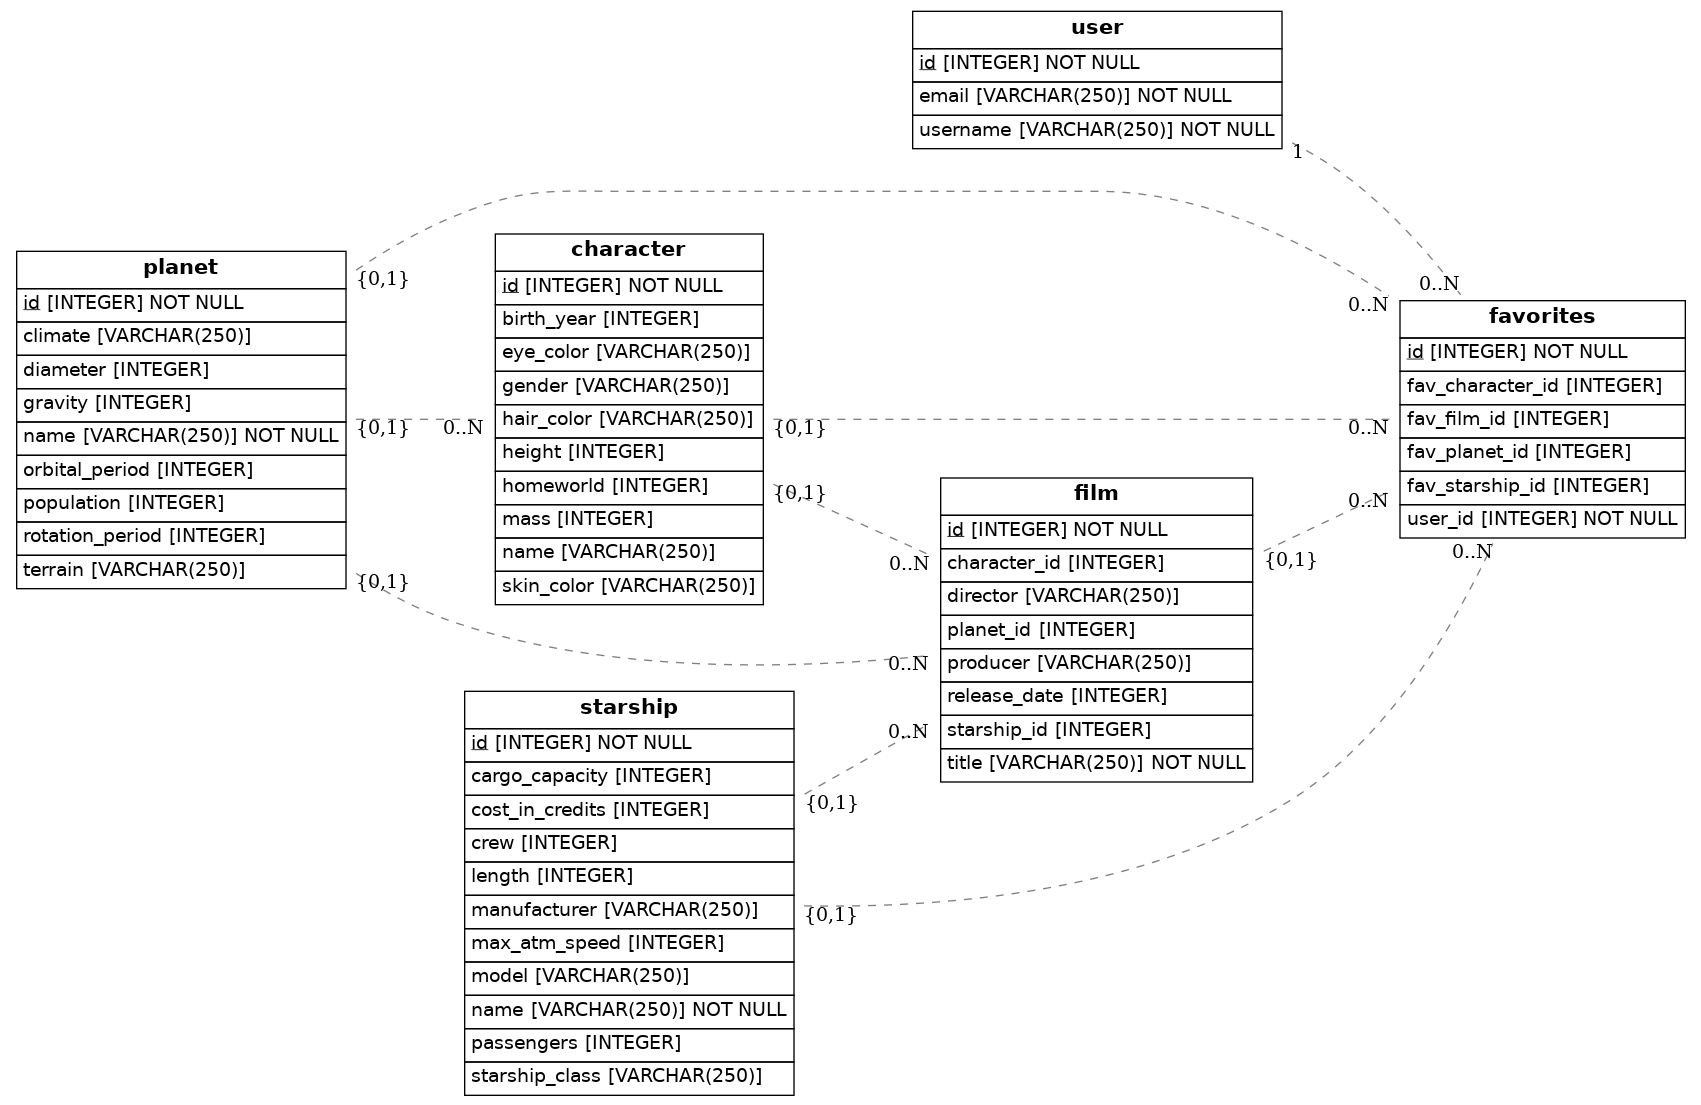 user
id [INTEGER] NOT NULL
email [VARCHAR(250)] NOT NULL
username [VARCHAR(250)] NOT NULL
1
0..N
planet
id [INTEGER] NOT NULL
climate [VARCHAR(250)]
diameter [INTEGER]
gravity [INTEGER]
name [VARCHAR(250)] NOT NULL
orbital_period [INTEGER]
population [INTEGER]
rotation_period [INTEGER]
terrain [VARCHAR(250)]
{0,1}
0..N
{0,1}
0..N
{0,1}
0..N
character
id [INTEGER] NOT NULL
birth_year [INTEGER]
eye_color [VARCHAR(250)]
gender [VARCHAR(250)]
hair_color [VARCHAR(250)]
height [INTEGER]
homeworld [INTEGER]
mass [INTEGER]
name [VARCHAR(250)]
skin_color [VARCHAR(250)]
{0,1}
0..N
{0,1}
0..N
favorites
id [INTEGER] NOT NULL
fav_character_id [INTEGER]
fav_film_id [INTEGER]
fav_planet_id [INTEGER]
fav_starship_id [INTEGER]
user_id [INTEGER] NOT NULL
film
id [INTEGER] NOT NULL
character_id [INTEGER]
director [VARCHAR(250)]
planet_id [INTEGER]
producer [VARCHAR(250)]
release_date [INTEGER]
starship_id [INTEGER]
title [VARCHAR(250)] NOT NULL
{0,1}
0..N
starship
id [INTEGER] NOT NULL
cargo_capacity [INTEGER]
cost_in_credits [INTEGER]
crew [INTEGER]
length [INTEGER]
manufacturer [VARCHAR(250)]
max_atm_speed [INTEGER]
model [VARCHAR(250)]
name [VARCHAR(250)] NOT NULL
passengers [INTEGER]
starship_class [VARCHAR(250)]
{0,1}
0..N
{0,1}
0..N